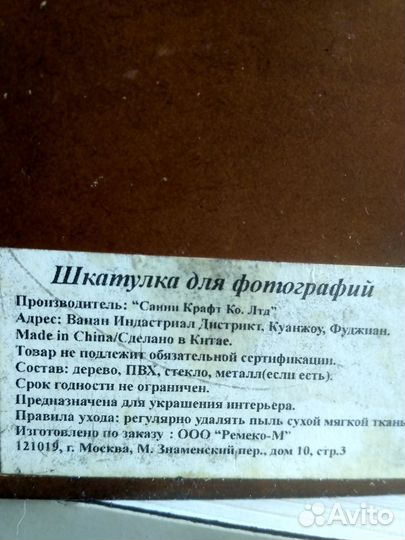 Шкатулка для фотографий
Производитель: “Санни Крафт Ко. Лтд”
Адрес: Ванан Индастриал Дистрикт, Куанжоу, Фуджиан.
Made in China/Сделано в Китае.
Товар не подлежит обязательной сертификации.
Состав: дерево, ПВХ, стекло, металл(если есть).
Срок годности не ограничен.
Предназначена для украшения интерьера.
Правила ухода: регулярно удалять пыль сухой мягкой ткань
Изготовлено по заказу : ООО “Ремеко-М”
121019, г. Москва, М. Знаменский пер., дом 10, стр.3
Avito